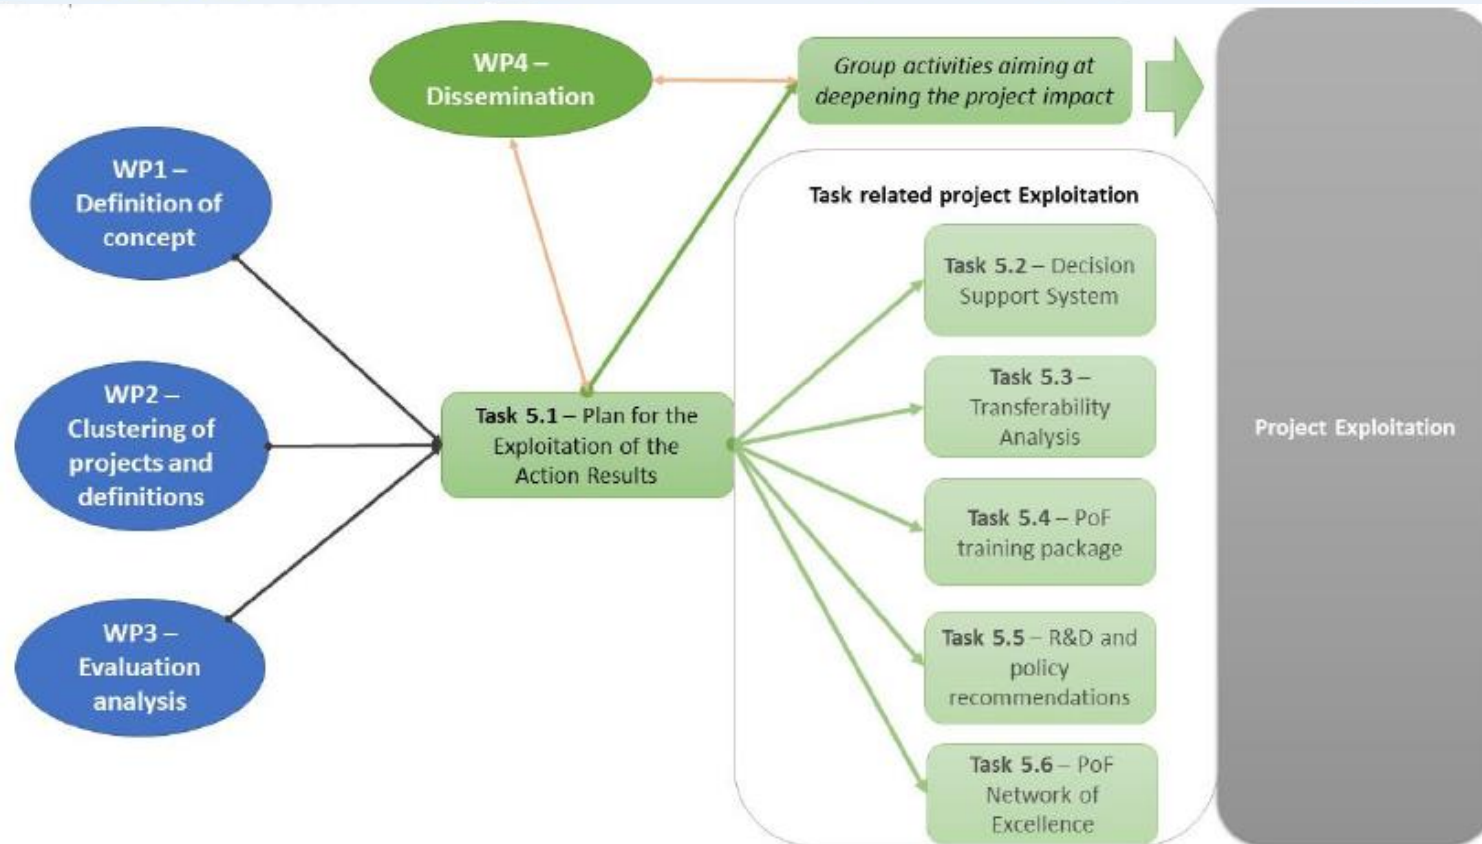 WP4 –
Dissemination
Group activities aiming at
deepening the project impact
WP1 –
Definition of
concept
Task related project Exploitation
Task 5.2 – Decision
Support System
WP2 –
Clustering of
projects and
definitions
Task 5.1 – Plan for the
Exploitation of the
Action Results
Task 5.3 –
Transferability
Analysis
Project Exploitation
Task 5.4 – PoF
training package
WP3 –
Evaluation
analysis
Task 5.5 – R&D and
policy
recommendations
Task 5.6 – PoF
Network of
Excellence